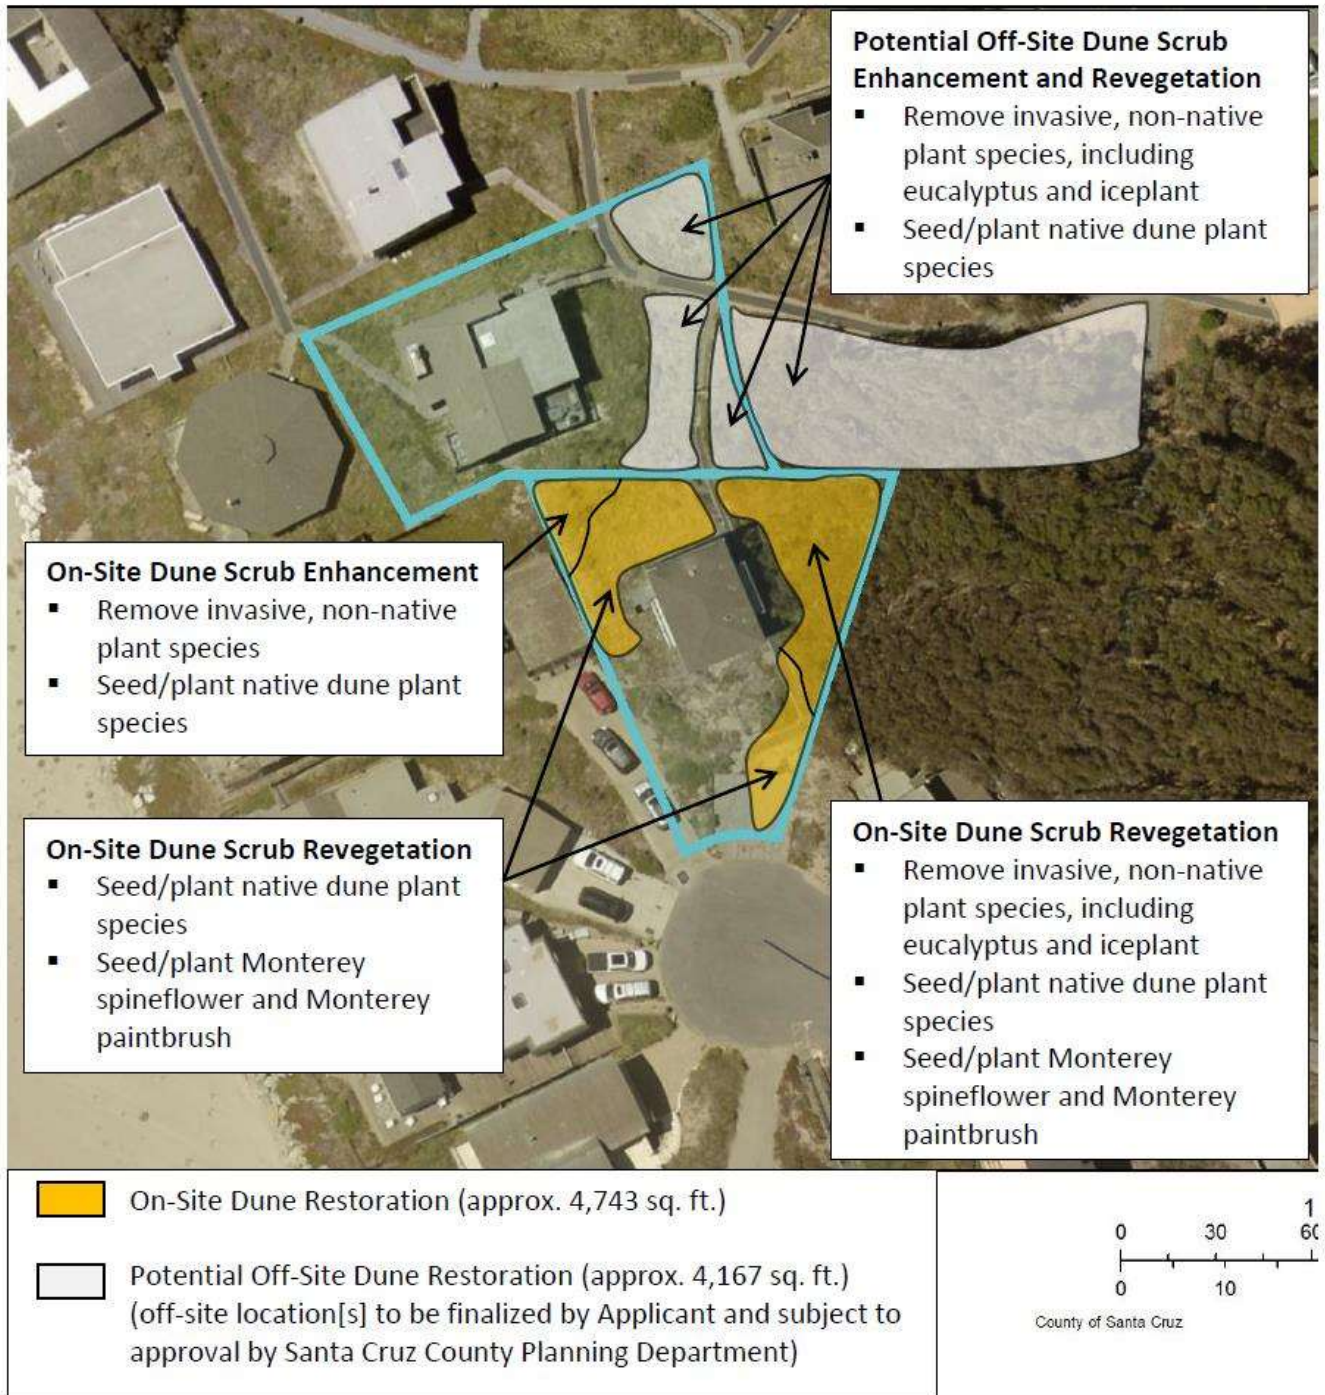 Potential Off-Site Dune Scrub
Enhancement and Revegetation
▪ Remove invasive, non-native
plant species, including
eucalyptus and iceplant
▪ Seed/plant native dune plant
species
On-Site Dune Scrub Enhancement
▪ Remove invasive, non-native
plant species
▪ Seed/plant native dune plant
species
On-Site Dune Scrub Revegetation
▪ Seed/plant native dune plant
species
▪ Seed/plant Monterey
spineflower and Monterey
paintbrush
On-Site Dune Scrub Revegetation
▪ Remove invasive, non-native
plant species, including
eucalyptus and iceplant
▪ Seed/plant native dune plant
species
▪ Seed/plant Monterey
spineflower and Monterey
paintbrush
On-Site Dune Restoration (approx. 4,743 sq. ft.)
Potential Off-Site Dune Restoration (approx. 4,167 sq. ft.)
(off-site location[s] to be finalized by Applicant and subject to
approval by Santa Cruz County Planning Department)
1
0 30 60
0 10
County of Santa Cruz